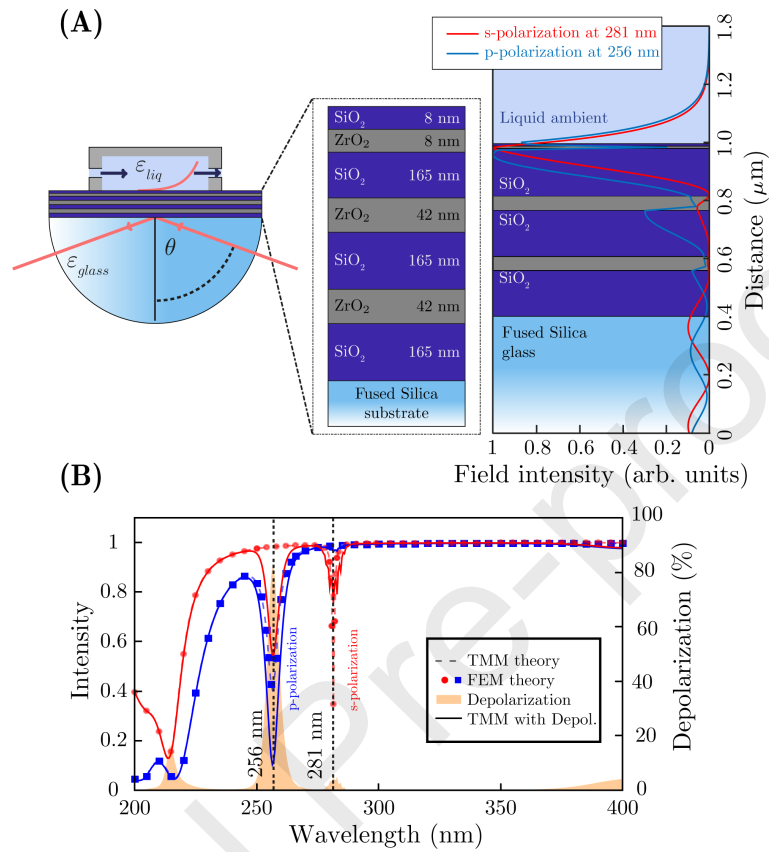 (A)
s-polarization at 281 nm
p-polarization at 256 nm
ε_liq
θ
ε_glass
SiO₂ 8 nm
ZrO₂ 8 nm
SiO₂ 165 nm
ZrO₂ 42 nm
SiO₂ 165 nm
ZrO₂ 42 nm
SiO₂ 165 nm
Fused Silica
substrate
Liquid ambient
SiO₂
SiO₂
SiO₂
Fused Silica
glass
1.8
1.2
1.0
0.8
0.6
0.4
0.2
0
Distance (μm)
1 0.8 0.6 0.4 0.2 0
Field intensity (arb. units)
(B)
1
0.8
0.6
0.4
0.2
0
Intensity
p-polarization
s-polarization
256 nm
281 nm
TMM theory
FEM theory
Depolarization
TMM with Depol.
100
80
60
40
20
0
Depolarization (%)
200 250 300 350 400
Wavelength (nm)
l Pre-proo